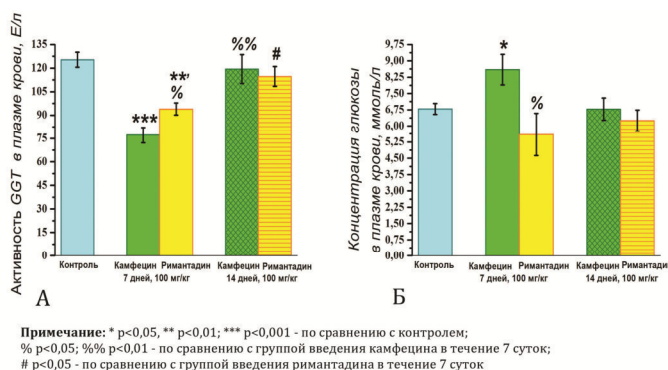 Активность GGT в плазме крови, Е/л
135
120
105
90
75
60
45
30
15
0
***
**,
%
%%
#
Контроль
Камфецин Римантадин
7 дней, 100 мг/кг
Камфецин Римантадин
14 дней, 100 мг/кг
А
Концентрация глюкозы
в плазме крови, ммоль/л
9,75
9,00
8,25
7,50
6,75
6,00
5,25
4,50
3,75
3,00
2,25
1,50
0,75
0,00
*
%
Контроль
Камфецин Римантадин
7 дней, 100 мг/кг
Камфецин Римантадин
14 дней, 100 мг/кг
Б
Примечание: * p<0,05, ** p<0,01; *** p<0,001 - по сравнению с контролем;
% p<0,05; %% p<0,01 - по сравнению с группой введения камфецина в течение 7 суток;
# p<0,05 - по сравнению с группой введения римантадина в течение 7 суток